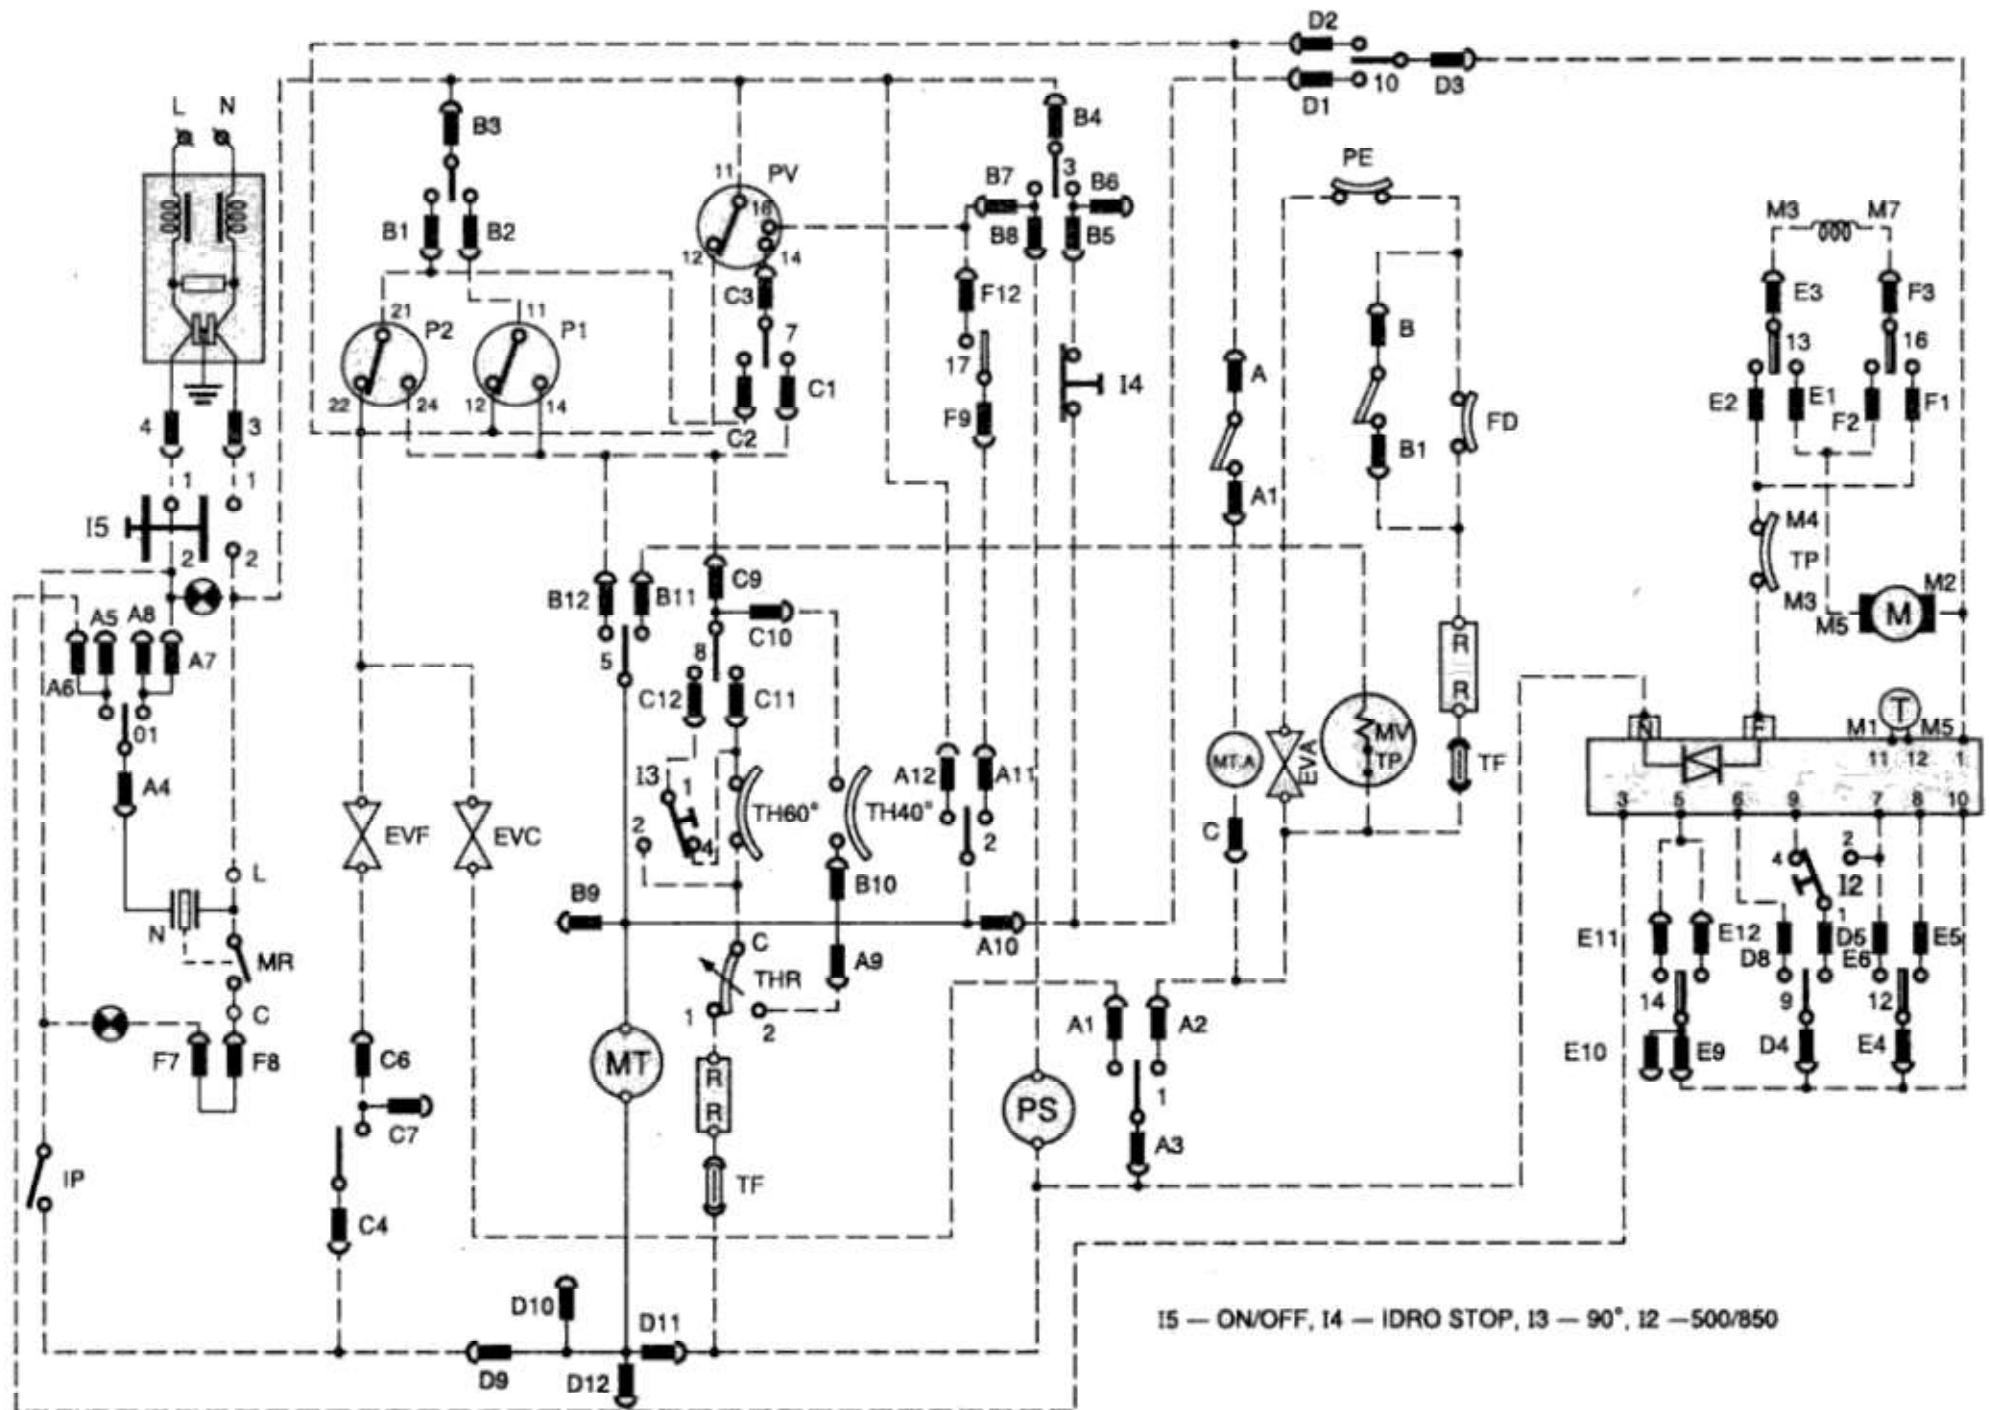 D2
D1
10
D3
L N
B3
B4
11
PV
16
12
14
B7
3
B6
B8
B5
PE
B1
B2
C3
7
F12
M3
M7
E3
F3
21
P2
11
P1
22
24
12
14
C2
C1
17
F9
I4
A
B
13
16
E2
E1
F2
F1
4
3
A1
B1
FD
1
1
I5
2
2
M4
TP
M3
M2
M
M5
A5
A8
A6
A7
01
A4
B12
B11
C9
C10
5
8
C12
C11
R
R
TF
EVF
EVC
I3
1
2
4
TH60°
TH40°
A12
A11
2
MT.A
EVA
MV
TP
C
N
F
M1
T
M5
11
12
1
3
5
6
9
7
8
10
L
N
MR
C
B9
B10
A10
A9
C
THR
1
2
4
2
I2
E11
E12
D8
D5
E6
E5
14
9
12
E10
E9
D4
E4
F7
F8
C6
C7
C4
IP
MT
R
R
TF
PS
A1
A2
1
A3
D10
D11
D9
D12
I5 — ON/OFF, I4 — IDRO STOP, I3 — 90°, I2 —500/850